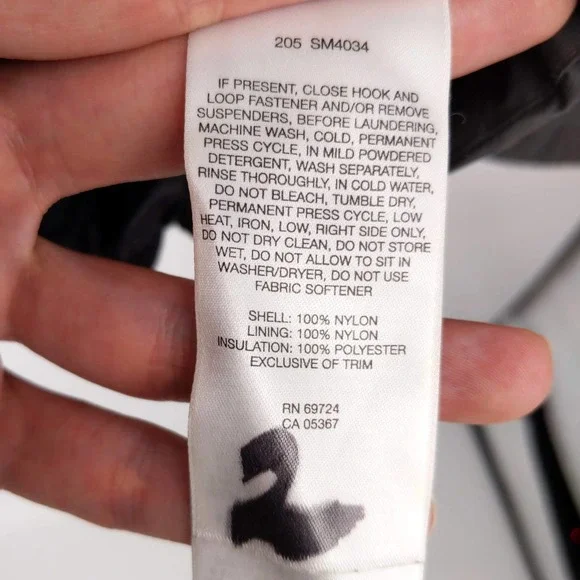 205 SM4034
IF PRESENT, CLOSE HOOK AND
LOOP FASTENER AND/OR REMOVE
SUSPENDERS, BEFORE LAUNDERING,
MACHINE WASH, COLD, PERMANENT
PRESS CYCLE, IN MILD POWDERED
DETERGENT, WASH SEPARATELY,
RINSE THOROUGHLY, IN COLD WATER,
DO NOT BLEACH, TUMBLE DRY,
PERMANENT PRESS CYCLE, LOW
HEAT, IRON, LOW, RIGHT SIDE ONLY,
DO NOT DRY CLEAN, DO NOT STORE
WET, DO NOT ALLOW TO SIT IN
WASHER/DRYER, DO NOT USE
FABRIC SOFTENER
SHELL: 100% NYLON
LINING: 100% NYLON
INSULATION: 100% POLYESTER
EXCLUSIVE OF TRIM
RN 69724
CA 05367